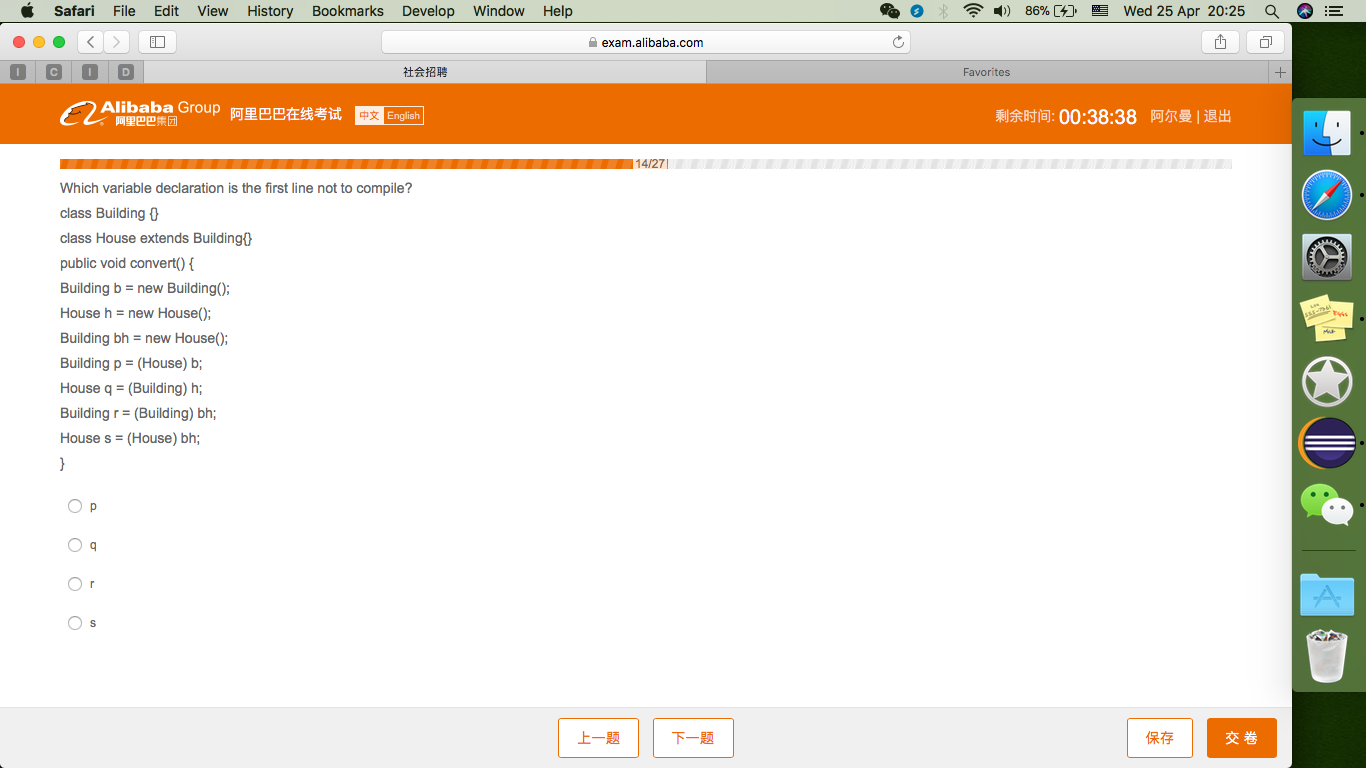 Safari File Edit View History Bookmarks Develop Window Help 86% Wed 25 Apr 20:25
exam.alibaba.com
I C I D 社会招聘 Favorites
Alibaba Group 阿里巴巴集团 阿里巴巴在线考试 中文 English 剩余时间: 00:38:38 阿尔曼 | 退出
14/27
Which variable declaration is the first line not to compile?
class Building {}
class House extends Building{}
public void convert() {
Building b = new Building();
House h = new House();
Building bh = new House();
Building p = (House) b;
House q = (Building) h;
Building r = (Building) bh;
House s = (House) bh;
}
p
q
r
s
上一题 下一题 保存 交 卷